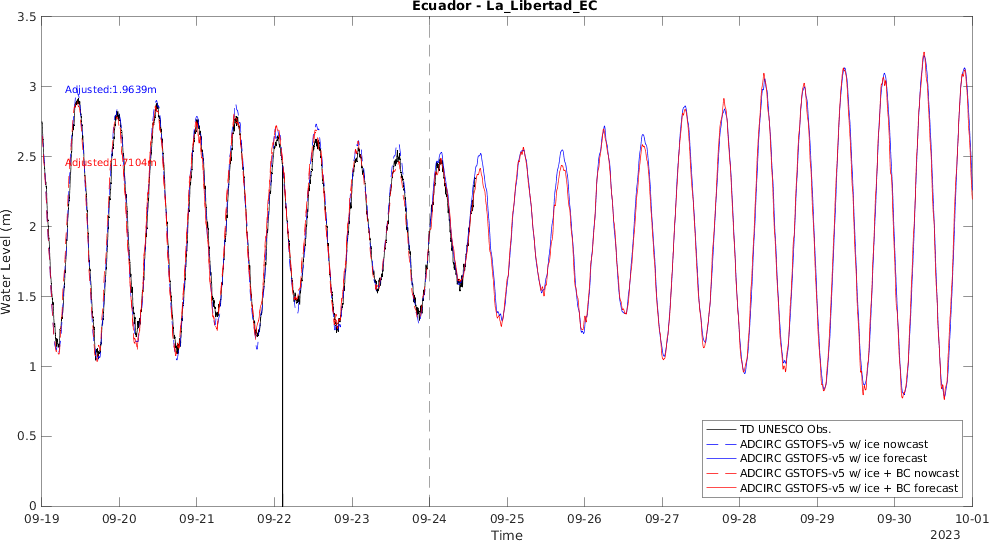 Ecuador - La_Libertad_EC
3.5
3
2.5
2
1.5
1
0.5
0
Water Level (m)
Adjusted:1.9639m
Adjusted:1.7104m
TD UNESCO Obs.
ADCIRC GSTOFS-v5 w/ ice nowcast
ADCIRC GSTOFS-v5 w/ ice forecast
ADCIRC GSTOFS-v5 w/ ice + BC nowcast
ADCIRC GSTOFS-v5 w/ ice + BC forecast
09-19 09-20 09-21 09-22 09-23 09-24 09-25 09-26 09-27 09-28 09-29 09-30 10-01
Time
2023